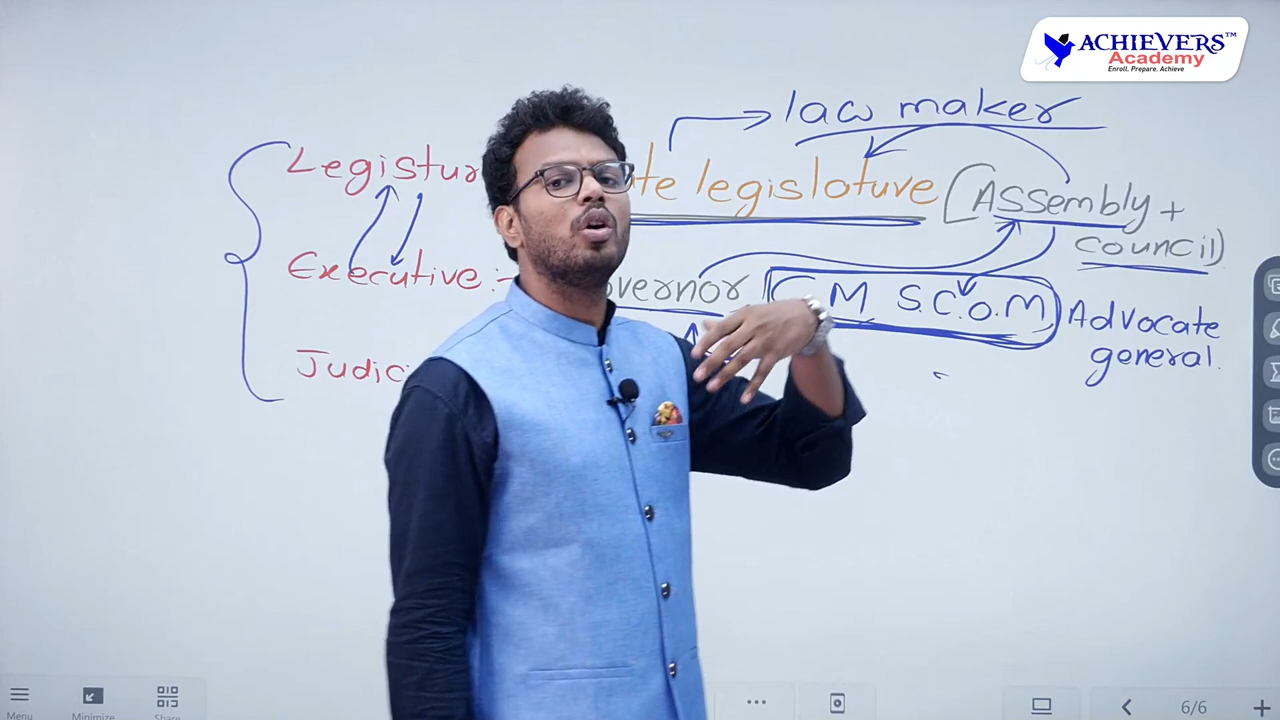 ACHIEVERS™
Academy
Enroll. Prepare. Achieve
law maker
Legistur
te legislature (Assembly +
council)
Executive :-
overnor C M S.C.O.M
Advocate
general.
Judic
Menu
Minimize
Share
6/6